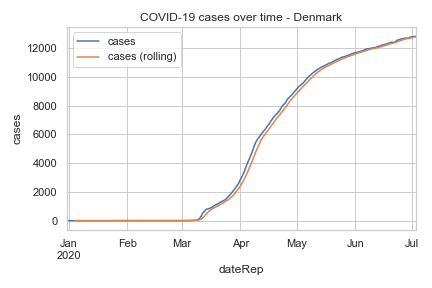 COVID-19 cases over time - Denmark
cases
cases (rolling)
12000
10000
8000
6000
4000
2000
0
cases
Jan Feb Mar Apr May Jun Jul
2020
dateRep